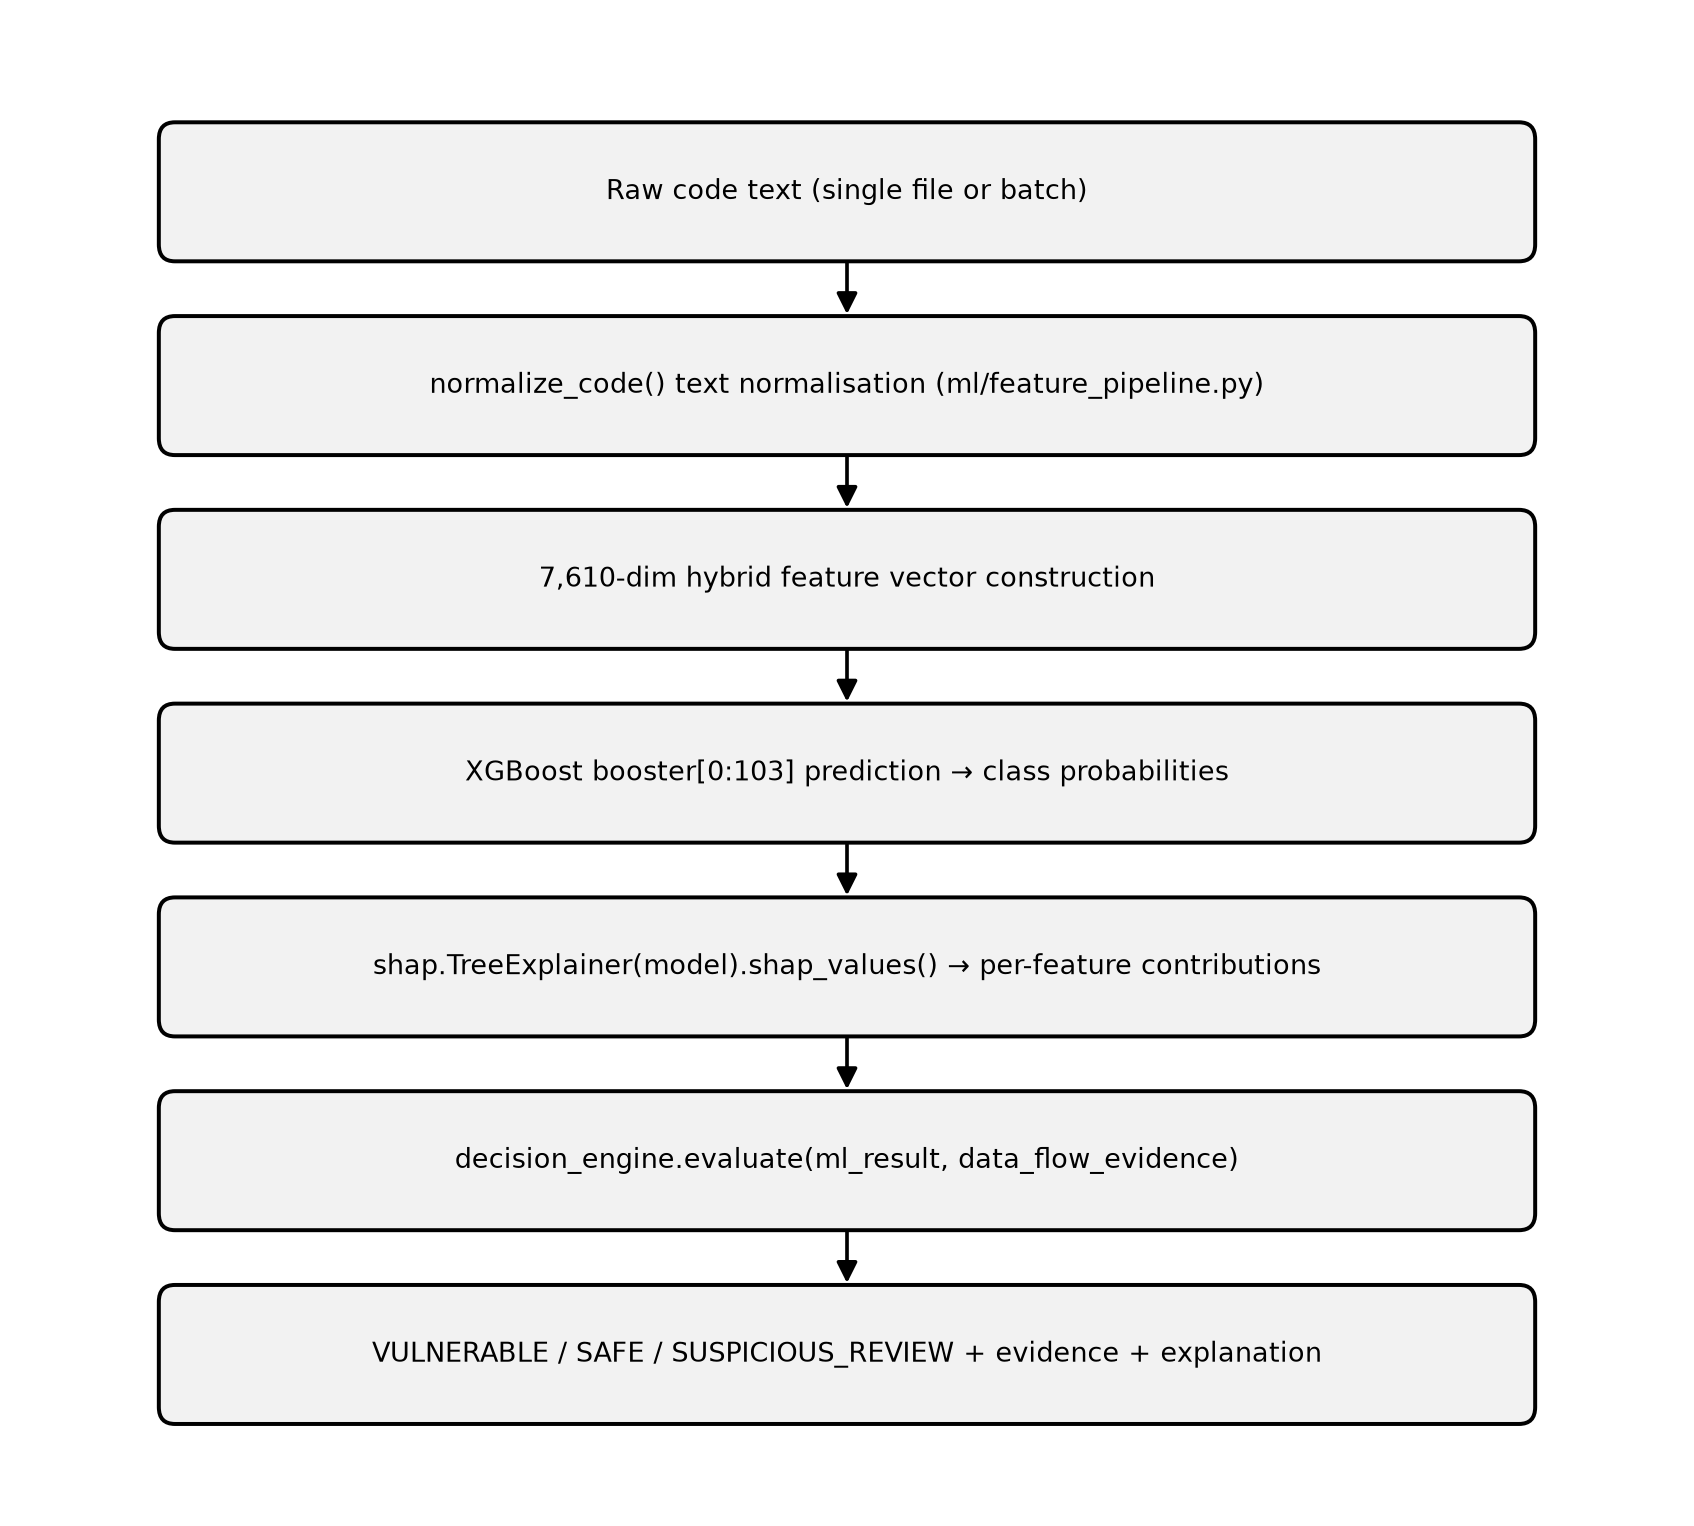 Raw code text (single file or batch)
normalize_code() text normalisation (ml/feature_pipeline.py)
7,610-dim hybrid feature vector construction
XGBoost booster[0:103] prediction → class probabilities
shap.TreeExplainer(model).shap_values() → per-feature contributions
decision_engine.evaluate(ml_result, data_flow_evidence)
VULNERABLE / SAFE / SUSPICIOUS_REVIEW + evidence + explanation